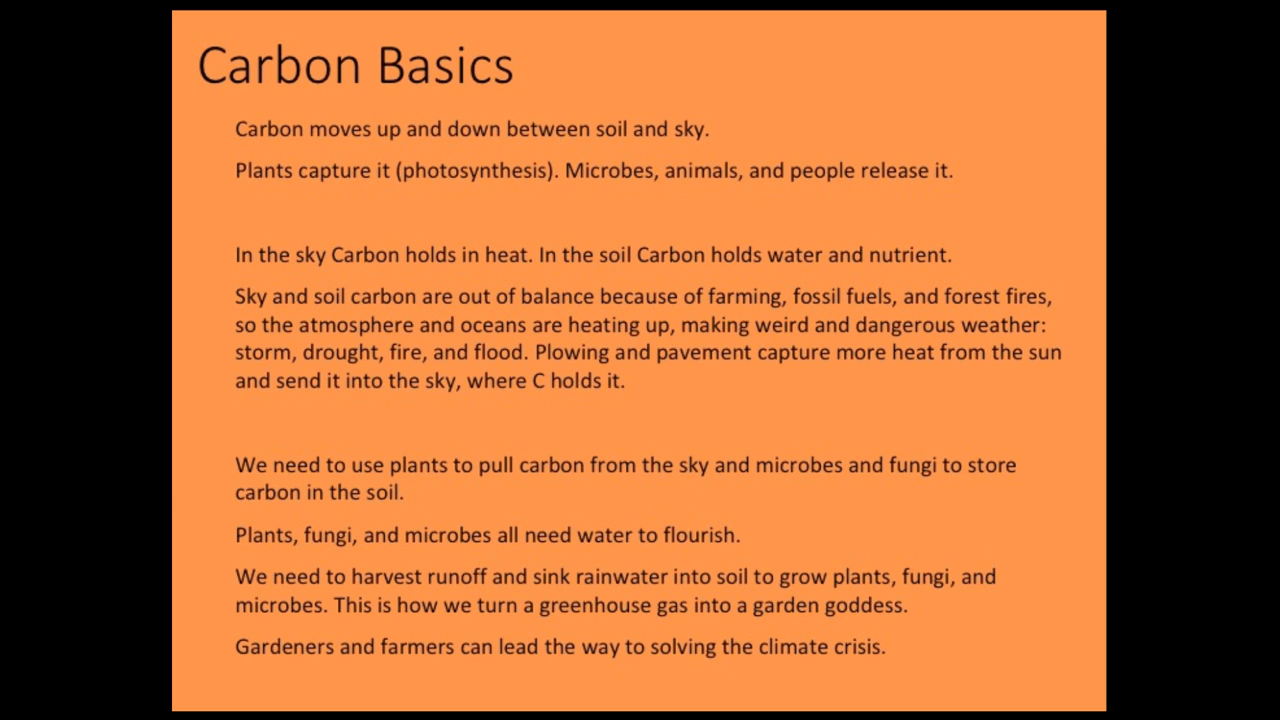 Carbon Basics
Carbon moves up and down between soil and sky.
Plants capture it (photosynthesis). Microbes, animals, and people release it.
In the sky Carbon holds in heat. In the soil Carbon holds water and nutrient.
Sky and soil carbon are out of balance because of farming, fossil fuels, and forest fires,
so the atmosphere and oceans are heating up, making weird and dangerous weather:
storm, drought, fire, and flood. Plowing and pavement capture more heat from the sun
and send it into the sky, where C holds it.
We need to use plants to pull carbon from the sky and microbes and fungi to store
carbon in the soil.
Plants, fungi, and microbes all need water to flourish.
We need to harvest runoff and sink rainwater into soil to grow plants, fungi, and
microbes. This is how we turn a greenhouse gas into a garden goddess.
Gardeners and farmers can lead the way to solving the climate crisis.